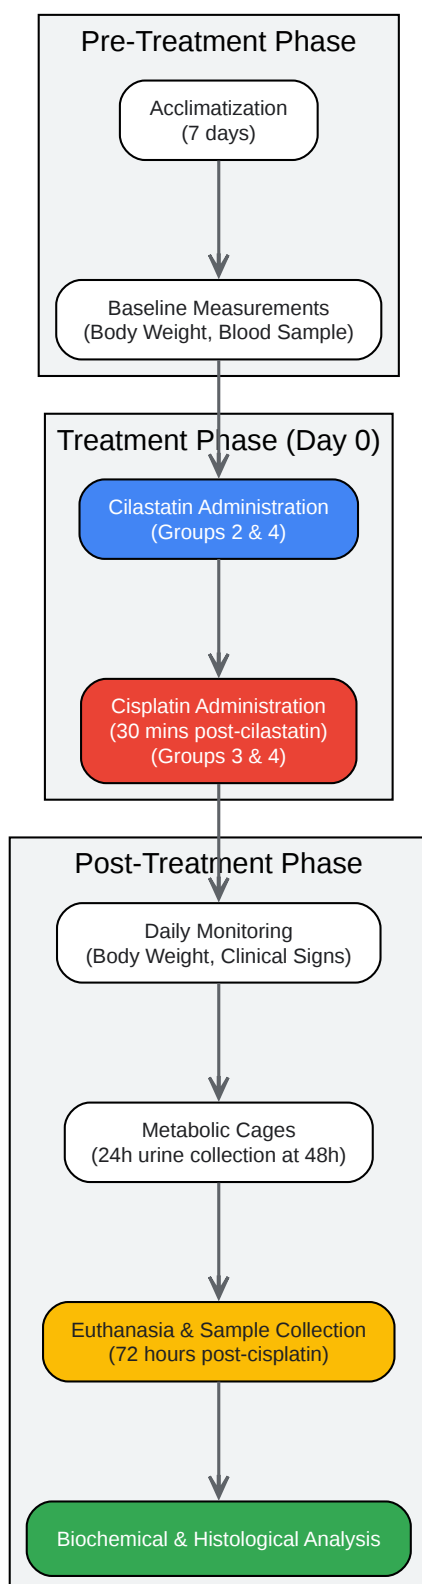 Pre-Treatment Phase
Acclimatization
(7 days)
Baseline Measurements
(Body Weight, Blood Sample)
Treatment Phase (Day 0)
Cilastatin Administration
(Groups 2 & 4)
Cisplatin Administration
(30 mins post-cilastatin)
(Groups 3 & 4)
Post-Treatment Phase
Daily Monitoring
(Body Weight, Clinical Signs)
Metabolic Cages
(24h urine collection at 48h)
Euthanasia & Sample Collection
(72 hours post-cisplatin)
Biochemical & Histological Analysis